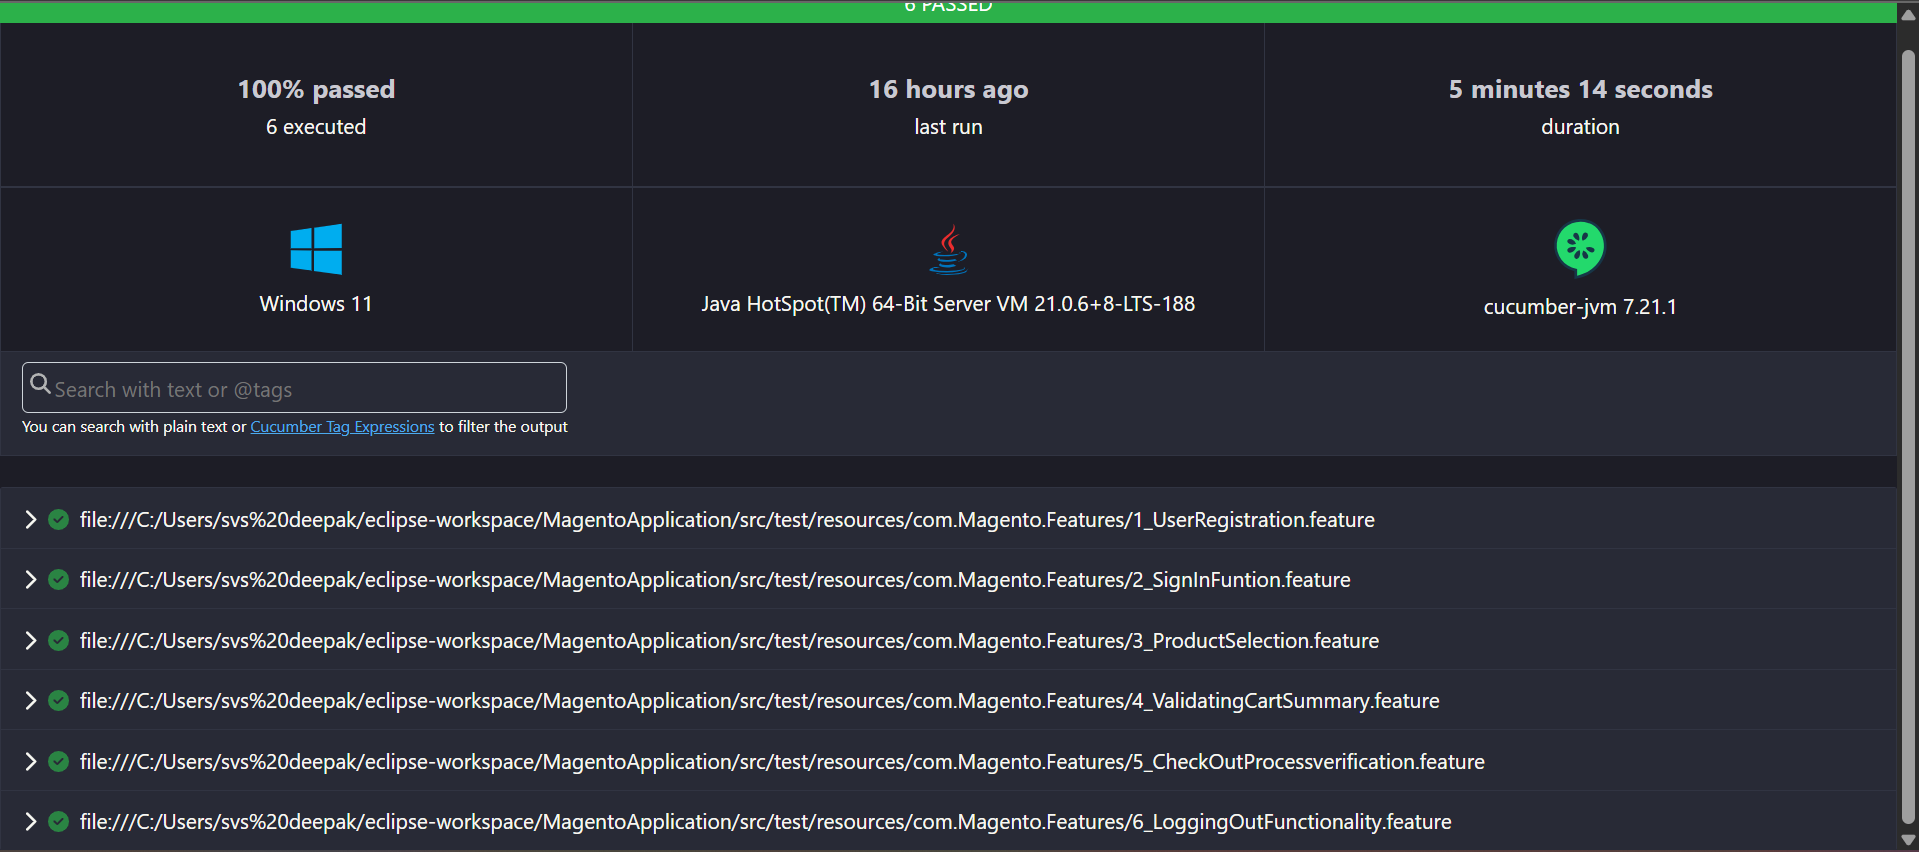 6 PASSED
100% passed
6 executed
16 hours ago
last run
5 minutes 14 seconds
duration
Windows 11
Java HotSpot(TM) 64-Bit Server VM 21.0.6+8-LTS-188
cucumber-jvm 7.21.1
Search with text or @tags
You can search with plain text or Cucumber Tag Expressions to filter the output
file:///C:/Users/svs%20deepak/eclipse-workspace/MagentoApplication/src/test/resources/com.Magento.Features/1_UserRegistration.feature
file:///C:/Users/svs%20deepak/eclipse-workspace/MagentoApplication/src/test/resources/com.Magento.Features/2_SignInFuntion.feature
file:///C:/Users/svs%20deepak/eclipse-workspace/MagentoApplication/src/test/resources/com.Magento.Features/3_ProductSelection.feature
file:///C:/Users/svs%20deepak/eclipse-workspace/MagentoApplication/src/test/resources/com.Magento.Features/4_ValidatingCartSummary.feature
file:///C:/Users/svs%20deepak/eclipse-workspace/MagentoApplication/src/test/resources/com.Magento.Features/5_CheckOutProcessverification.feature
file:///C:/Users/svs%20deepak/eclipse-workspace/MagentoApplication/src/test/resources/com.Magento.Features/6_LoggingOutFunctionality.feature